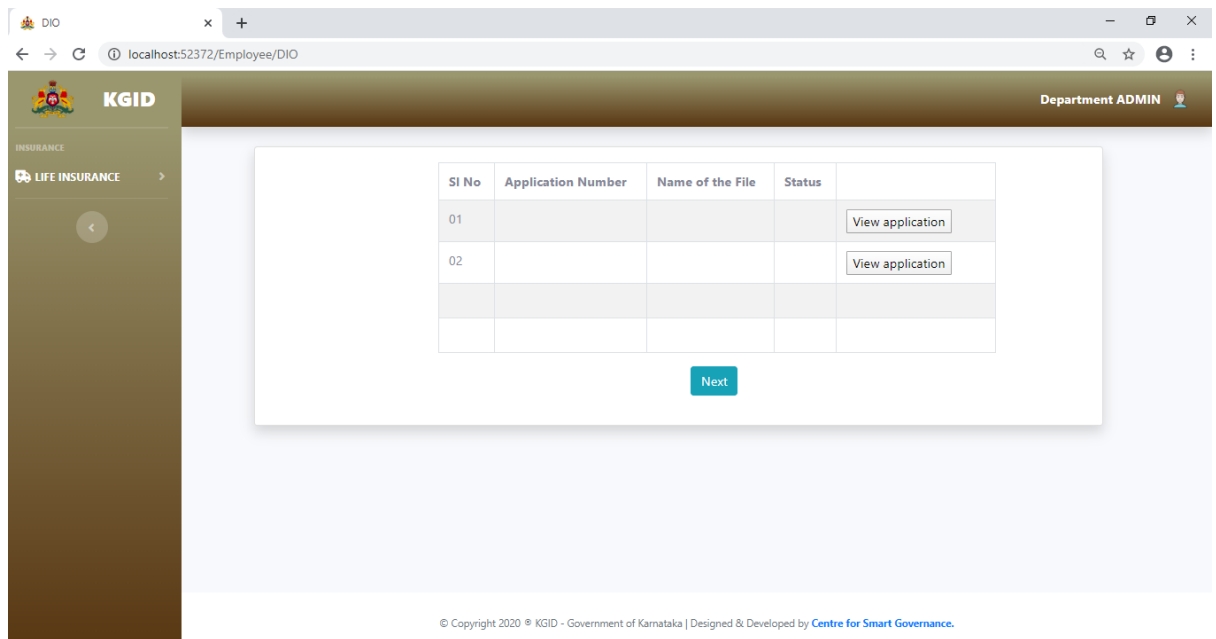 DIO
localhost:52372/Employee/DIO
KGID
Department ADMIN
INSURANCE
LIFE INSURANCE
Sl No Application Number Name of the File Status
01 View application
02 View application
Next
© Copyright 2020 ® KGID - Government of Karnataka | Designed & Developed by Centre for Smart Governance.